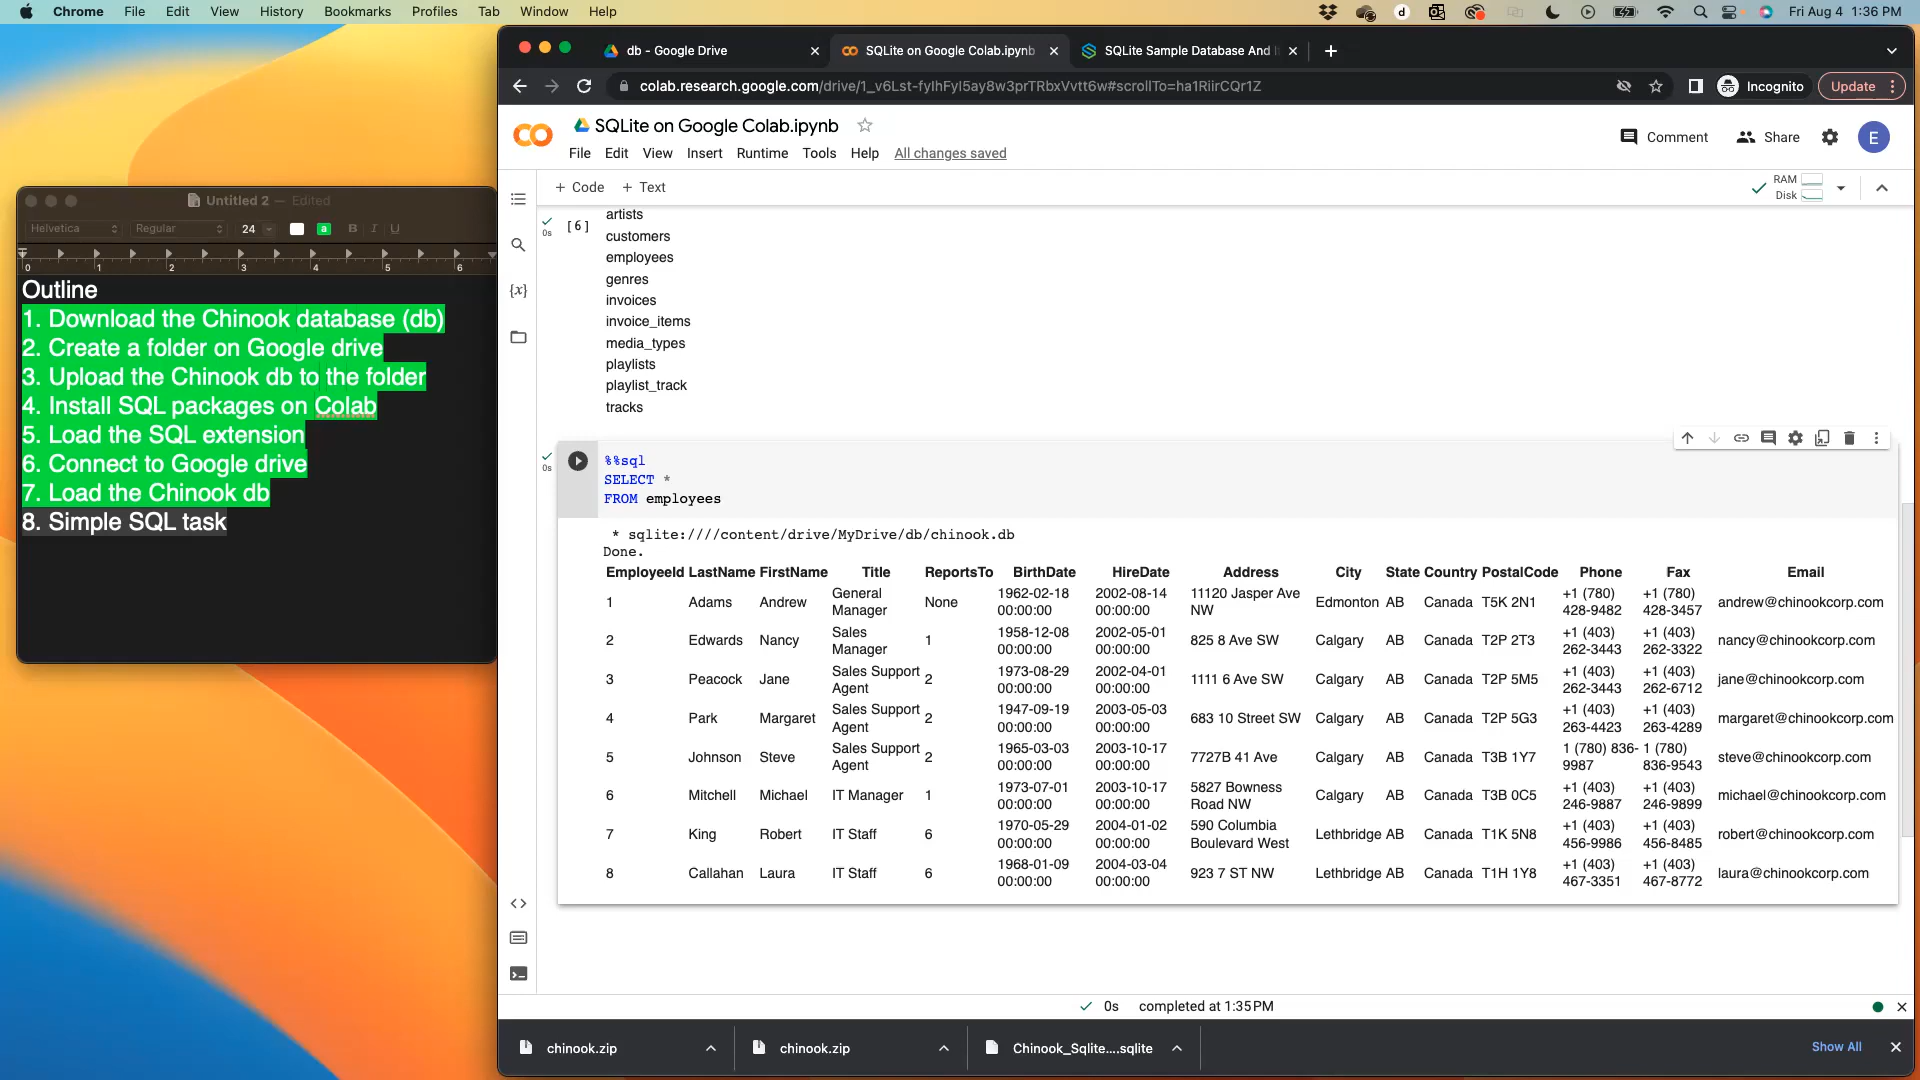 Chrome File Edit View History Bookmarks Profiles Tab Window Help
Fri Aug 4 1:36 PM
Untitled 2 — Edited
Helvetica Regular 24 a B I U
0 1 2 3 4 5 6
Outline
1. Download the Chinook database (db)
2. Create a folder on Google drive
3. Upload the Chinook db to the folder
4. Install SQL packages on Colab
5. Load the SQL extension
6. Connect to Google drive
7. Load the Chinook db
8. Simple SQL task
db - Google Drive
SQLite on Google Colab.ipynb
SQLite Sample Database And
colab.research.google.com/drive/1_v6Lst-fyIhFyI5ay8w3prTRbxVvtt6w#scrollTo=ha1RiirCQr1Z
Incognito
Update
SQLite on Google Colab.ipynb
Comment Share E
File Edit View Insert Runtime Tools Help All changes saved
+ Code + Text
RAM
Disk
{x}
0s
[6]
artists
customers
employees
genres
invoices
invoice_items
media_types
playlists
playlist_track
tracks
0s
%%sql
SELECT *
FROM employees
* sqlite:////content/drive/MyDrive/db/chinook.db
Done.
EmployeeId LastName FirstName Title ReportsTo BirthDate HireDate Address City State Country PostalCode Phone Fax Email
1 Adams Andrew General Manager None 1962-02-18 00:00:00 2002-08-14 00:00:00 11120 Jasper Ave NW Edmonton AB Canada T5K 2N1 +1 (780) 428-9482 +1 (780) 428-3457 andrew@chinookcorp.com
2 Edwards Nancy Sales Manager 1 1958-12-08 00:00:00 2002-05-01 00:00:00 825 8 Ave SW Calgary AB Canada T2P 2T3 +1 (403) 262-3443 +1 (403) 262-3322 nancy@chinookcorp.com
3 Peacock Jane Sales Support Agent 2 1973-08-29 00:00:00 2002-04-01 00:00:00 1111 6 Ave SW Calgary AB Canada T2P 5M5 +1 (403) 262-3443 +1 (403) 262-6712 jane@chinookcorp.com
4 Park Margaret Sales Support Agent 2 1947-09-19 00:00:00 2003-05-03 00:00:00 683 10 Street SW Calgary AB Canada T2P 5G3 +1 (403) 263-4423 +1 (403) 263-4289 margaret@chinookcorp.com
5 Johnson Steve Sales Support Agent 2 1965-03-03 00:00:00 2003-10-17 00:00:00 7727B 41 Ave Calgary AB Canada T3B 1Y7 1 (780) 836-9987 1 (780) 836-9543 steve@chinookcorp.com
6 Mitchell Michael IT Manager 1 1973-07-01 00:00:00 2003-10-17 00:00:00 5827 Bowness Road NW Calgary AB Canada T3B 0C5 +1 (403) 246-9887 +1 (403) 246-9899 michael@chinookcorp.com
7 King Robert IT Staff 6 1970-05-29 00:00:00 2004-01-02 00:00:00 590 Columbia Boulevard West Lethbridge AB Canada T1K 5N8 +1 (403) 456-9986 +1 (403) 456-8485 robert@chinookcorp.com
8 Callahan Laura IT Staff 6 1968-01-09 00:00:00 2004-03-04 00:00:00 923 7 ST NW Lethbridge AB Canada T1H 1Y8 +1 (403) 467-3351 +1 (403) 467-8772 laura@chinookcorp.com
0s completed at 1:35 PM
chinook.zip chinook.zip Chinook_Sqlite....sqlite Show All